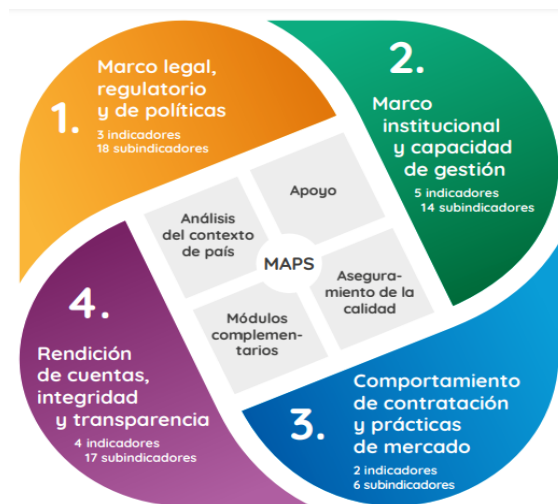 1.
Marco legal,
regulatorio
y de políticas
3 indicadores
18 subindicadores
2.
Marco
institucional
y capacidad
de gestión
5 indicadores
14 subindicadores
Análisis
del contexto
de país
Apoyo
MAPS
Módulos
complemen-
tarios
Asegura-
miento de la
calidad
3.
Comportamiento
de contratación
y prácticas
de mercado
2 indicadores
6 subindicadores
4.
Rendición
de cuentas,
integridad
y transparencia
4 indicadores
17 subindicadores